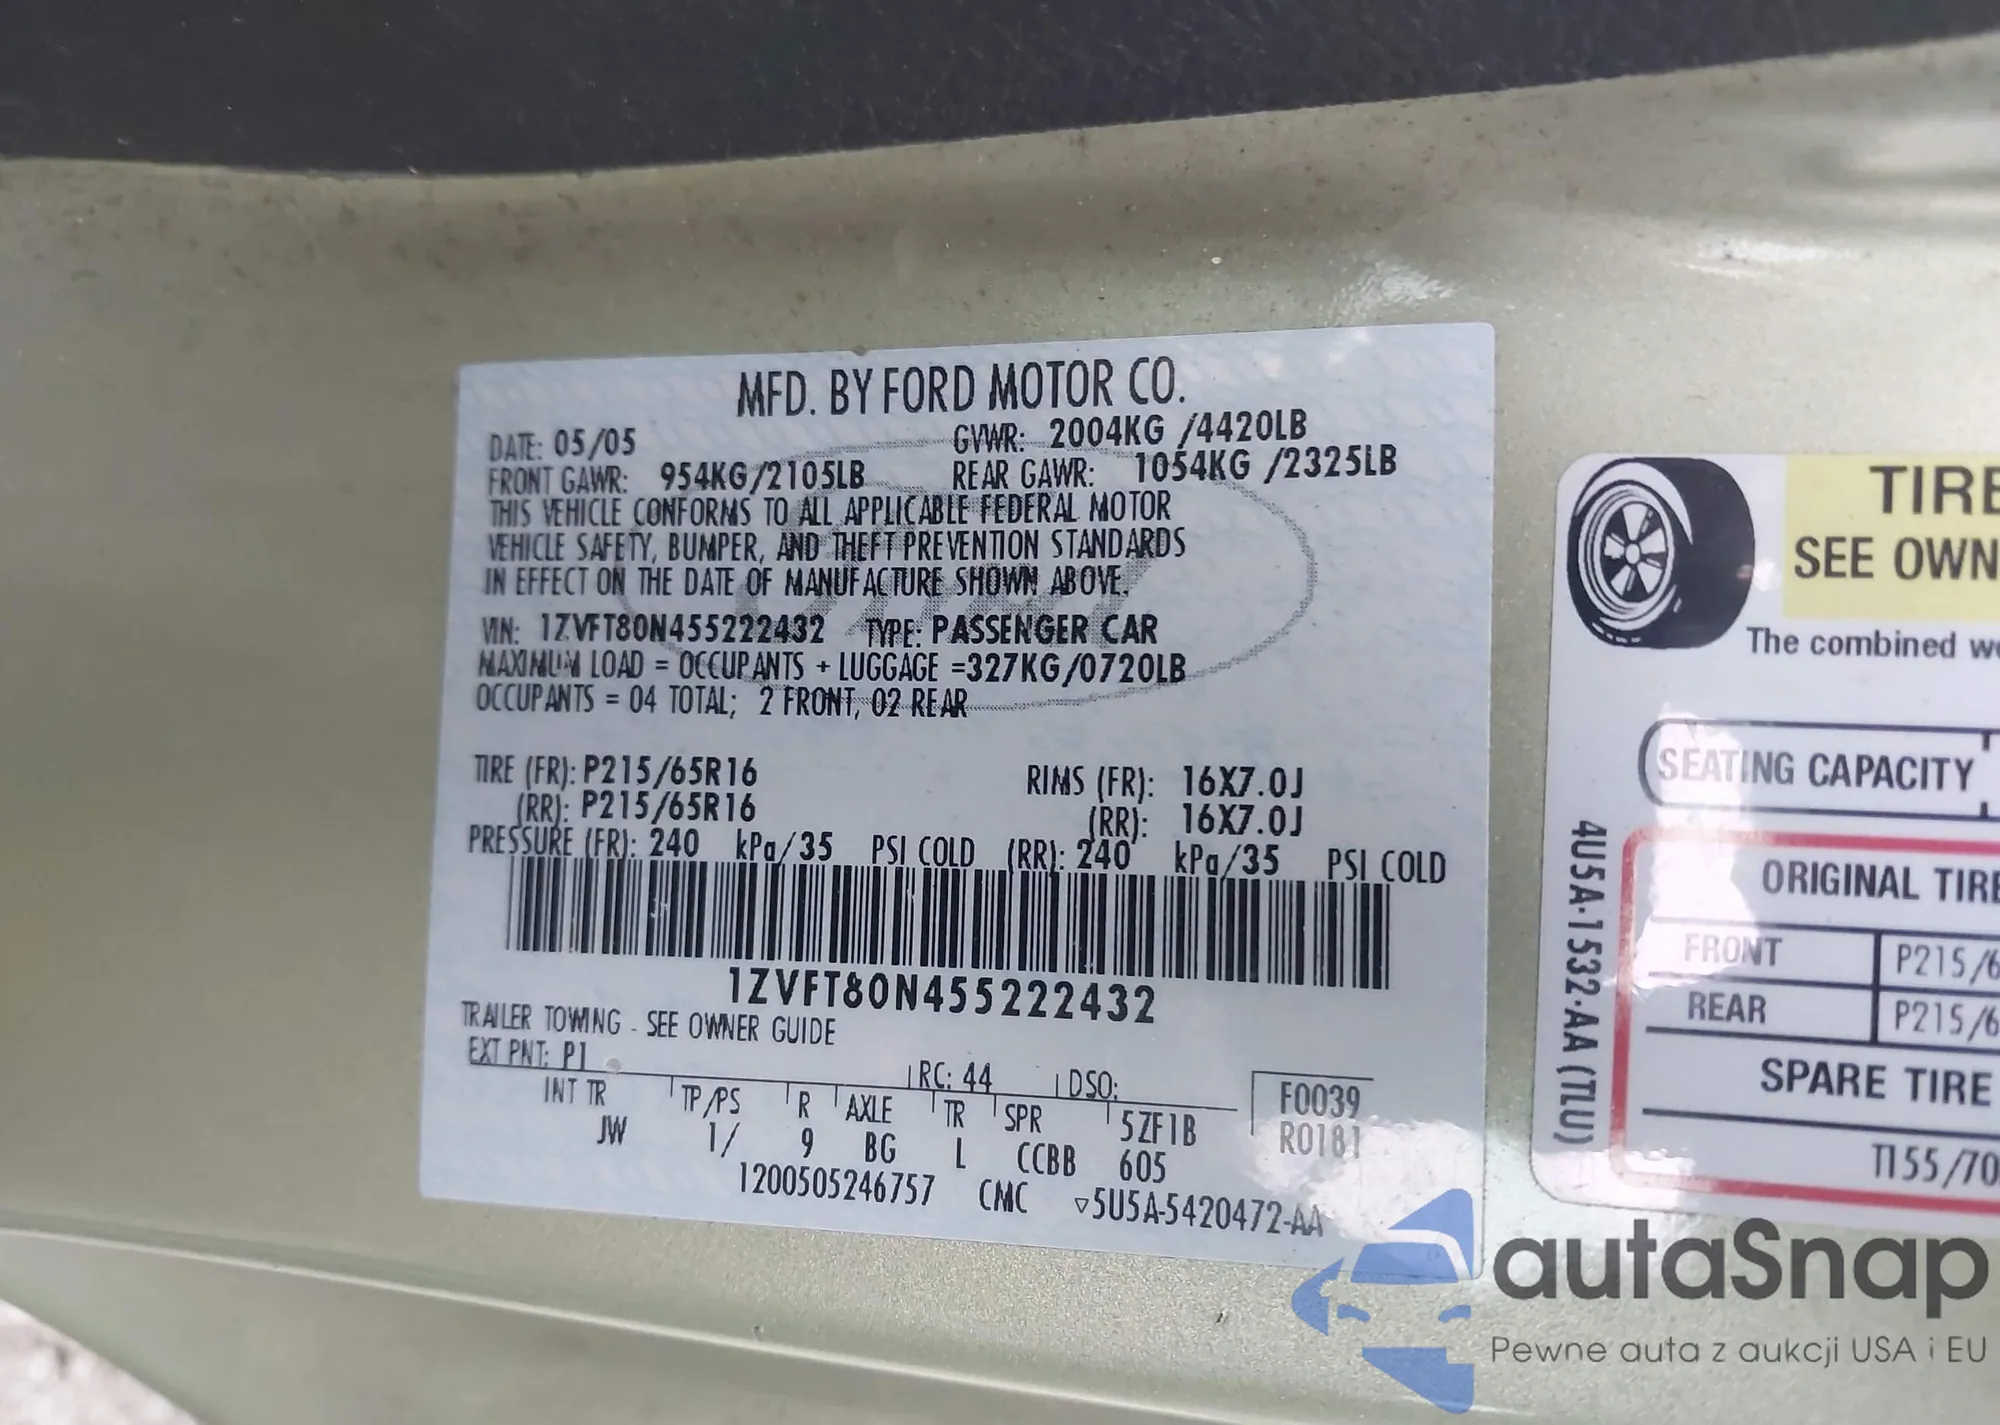 MFD. BY FORD MOTOR CO.
DATE: 05/05 GVWR: 2004KG /4420LB
FRONT GAWR: 954KG/2105LB REAR GAWR: 1054KG /2325LB
THIS VEHICLE CONFORMS TO ALL APPLICABLE FEDERAL MOTOR
VEHICLE SAFETY, BUMPER, AND THEFT PREVENTION STANDARDS
IN EFFECT ON THE DATE OF MANUFACTURE SHOWN ABOVE.
VIN: 1ZVFT80N455222432 TYPE: PASSENGER CAR
MAXIMUM LOAD = OCCUPANTS + LUGGAGE =327KG/0720LB
OCCUPANTS = 04 TOTAL; 2 FRONT, 02 REAR
TIRE (FR): P215/65R16 RIMS (FR): 16X7.0J
(RR): P215/65R16 (RR): 16X7.0J
PRESSURE (FR): 240 kPa/35 PSI COLD (RR): 240 kPa/35 PSI COLD
1ZVFT80N455222432
TRAILER TOWING - SEE OWNER GUIDE
EXT PNT: P1 RC: 44 DSO:
INT TR TP/PS R AXLE TR SPR 5ZF1B
JW 1/ 9 BG L CCBB 605
F0039
R0181
1200505246757 CMC ▿5U5A-5420472-AA
TIRE
SEE OWN
The combined we
SEATING CAPACITY
ORIGINAL TIRE
FRONT P215/6
REAR P215/6
SPARE TIRE
T155/70
4U5A-1532-AA (TLU)
autaSnap
Pewne auta z aukcji USA i EU